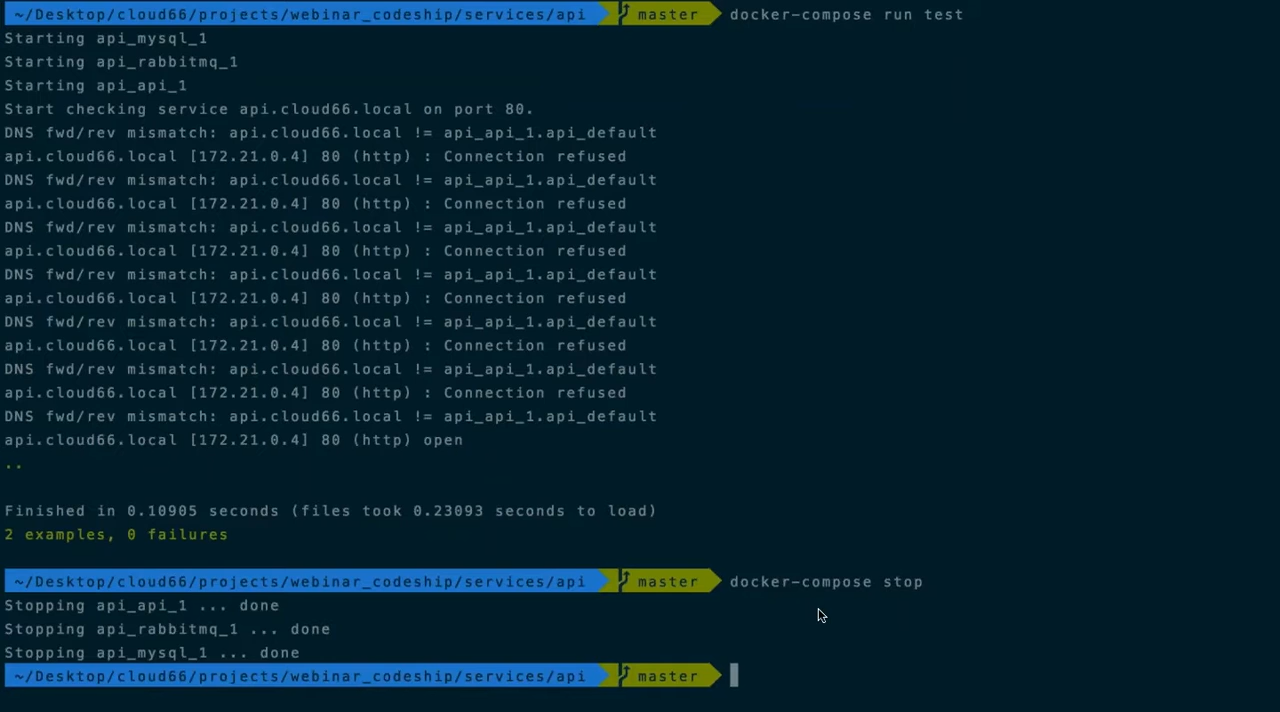 ~/Desktop/cloud66/projects/webinar_codeship/services/api master docker-compose run test
Starting api_mysql_1
Starting api_rabbitmq_1
Starting api_api_1
Start checking service api.cloud66.local on port 80.
DNS fwd/rev mismatch: api.cloud66.local != api_api_1.api_default
api.cloud66.local [172.21.0.4] 80 (http) : Connection refused
DNS fwd/rev mismatch: api.cloud66.local != api_api_1.api_default
api.cloud66.local [172.21.0.4] 80 (http) : Connection refused
DNS fwd/rev mismatch: api.cloud66.local != api_api_1.api_default
api.cloud66.local [172.21.0.4] 80 (http) : Connection refused
DNS fwd/rev mismatch: api.cloud66.local != api_api_1.api_default
api.cloud66.local [172.21.0.4] 80 (http) : Connection refused
DNS fwd/rev mismatch: api.cloud66.local != api_api_1.api_default
api.cloud66.local [172.21.0.4] 80 (http) : Connection refused
DNS fwd/rev mismatch: api.cloud66.local != api_api_1.api_default
api.cloud66.local [172.21.0.4] 80 (http) : Connection refused
DNS fwd/rev mismatch: api.cloud66.local != api_api_1.api_default
api.cloud66.local [172.21.0.4] 80 (http) open
..
Finished in 0.10905 seconds (files took 0.23093 seconds to load)
2 examples, 0 failures
~/Desktop/cloud66/projects/webinar_codeship/services/api master docker-compose stop
Stopping api_api_1 ... done
Stopping api_rabbitmq_1 ... done
Stopping api_mysql_1 ... done
~/Desktop/cloud66/projects/webinar_codeship/services/api master